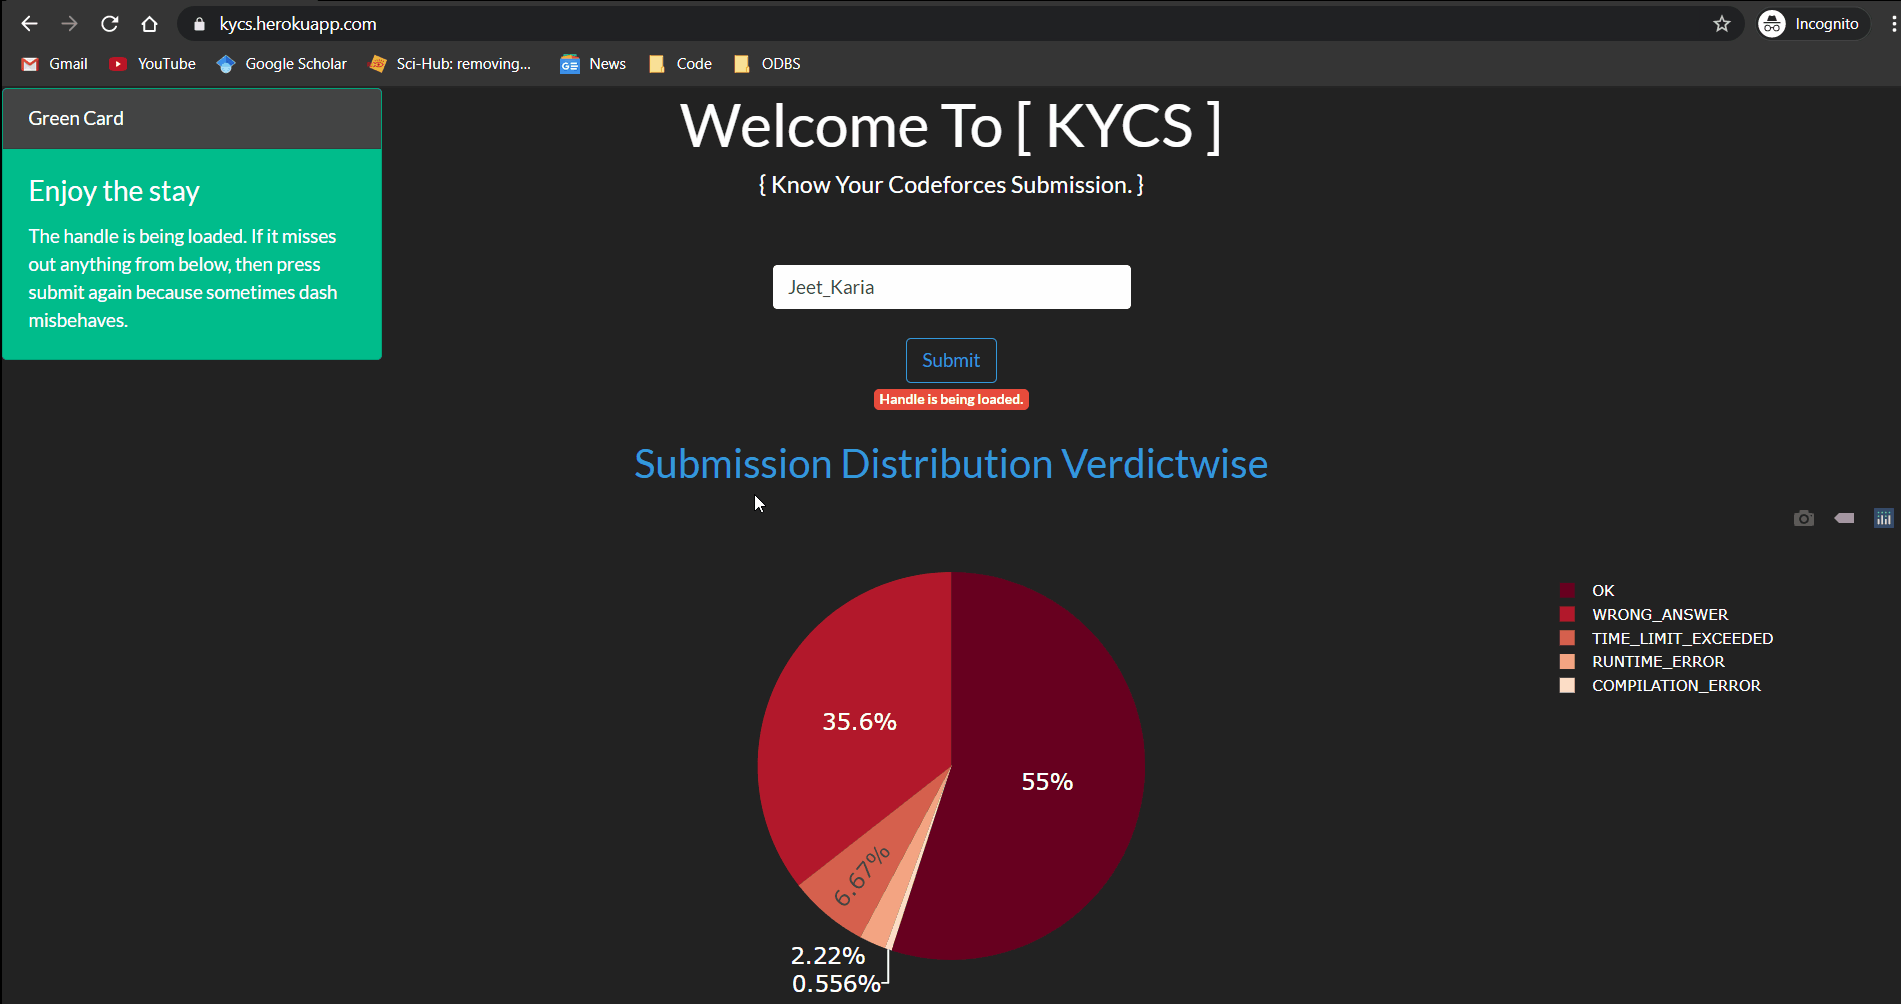 kycs.herokuapp.com
Incognito
Gmail YouTube Google Scholar Sci-Hub: removing... News Code ODBS
Green Card
Enjoy the stay
The handle is being loaded. If it misses
out anything from below, then press
submit again because sometimes dash
misbehaves.
Welcome To [ KYCS ]
{ Know Your Codeforces Submission. }
Jeet_Karia
Submit
Handle is being loaded.
Submission Distribution Verdictwise
OK
WRONG_ANSWER
TIME_LIMIT_EXCEEDED
RUNTIME_ERROR
COMPILATION_ERROR
35.6%
55%
6.67%
2.22%
0.556%